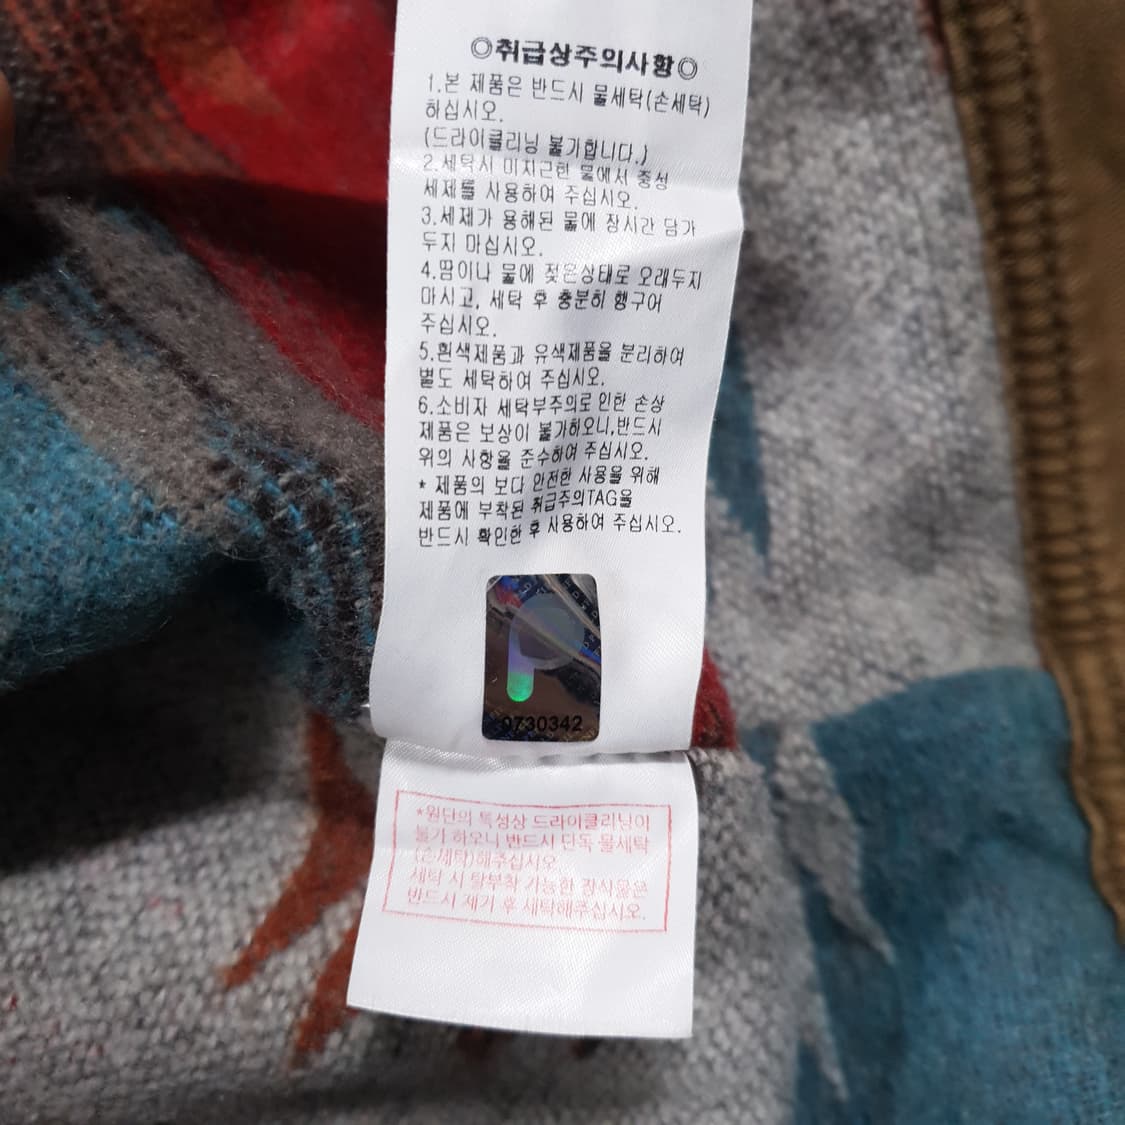 ◎취급상주의사항◎
1.본 제품은 반드시 물세탁(손세탁)
하십시오.
(드라이클리닝 불가합니다.)
2.세탁시 미지근한 물에서 중성
세제를 사용하여 주십시오.
3.세제가 용해된 물에 장시간 담가
두지 마십시오.
4.땀이나 물에 젖은상태로 오래두지
마시고, 세탁 후 충분히 행구어
주십시오.
5.흰색제품과 유색제품을 분리하여
별도 세탁하여 주십시오.
6.소비자 세탁부주의로 인한 손상
제품은 보상이 불가하오니,반드시
위의 사항을 준수하여 주십시오.
* 제품의 보다 안전한 사용을 위해
제품에 부착된 취급주의TAG을
반드시 확인한 후 사용하여 주십시오.
P
0730342
*원단의 특성상 드라이클리닝이
불가 하오니 반드시 단독 물세탁
(손세탁)해주십시오
세탁 시 탈부착 가능한 장식물은
반드시 제거 후 세탁해주십시오.